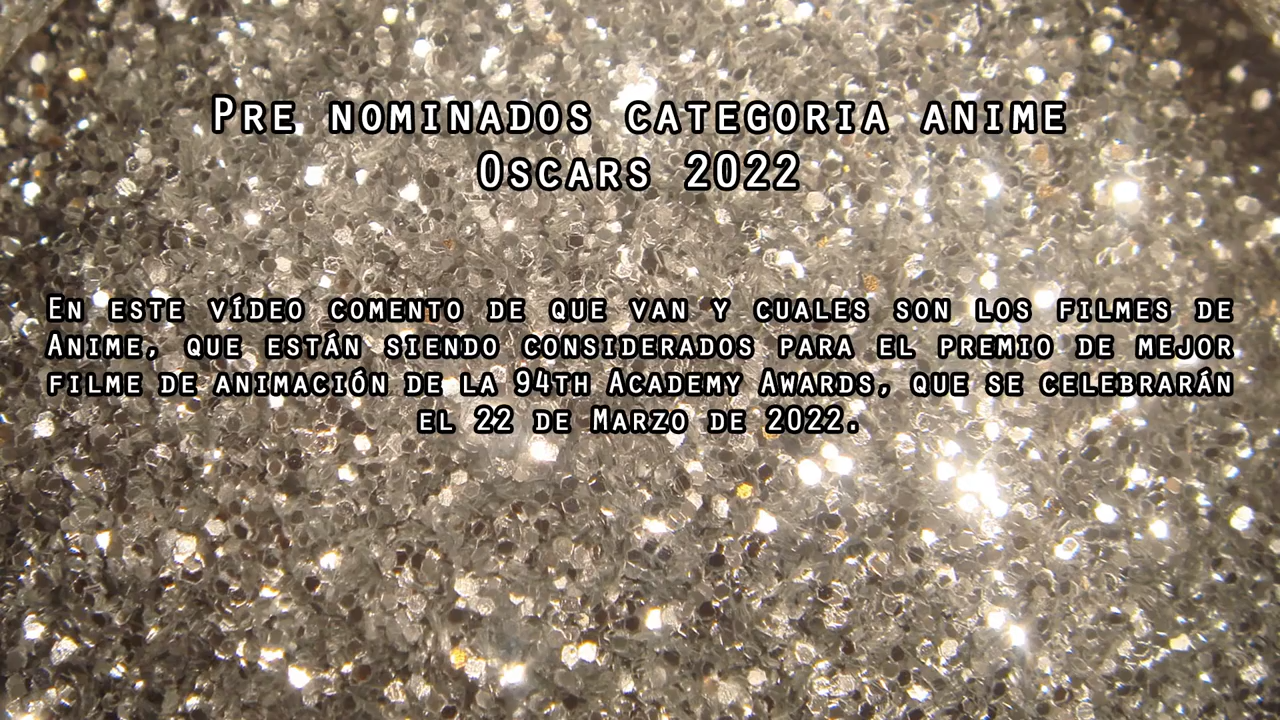 Pre nominados categoria anime
Oscars 2022
En este vídeo comento de que van y cuales son los filmes de
Anime, que están siendo considerados para el premio de mejor
filme de animación de la 94th Academy Awards, que se celebrarán
el 22 de Marzo de 2022.